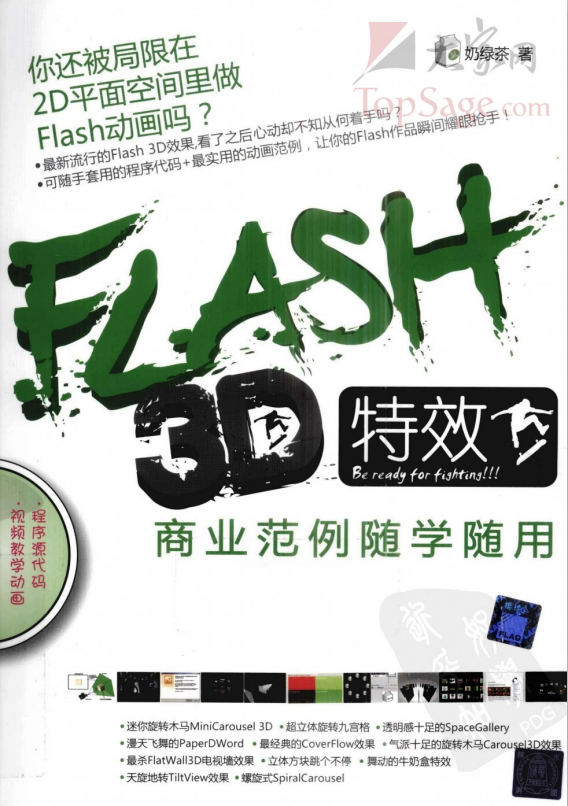 奶绿茶 著
大家网
TopSage.com
你还被局限在
2D平面空间里做
Flash动画吗？
•最新流行的Flash 3D效果,看了之后心动却不知从何着手吗？
•可随手套用的程序代码+最实用的动画范例，让你的Flash作品瞬间耀眼抢手！
FLASH
3D
特效
Be ready for fighting!!!
商业范例随学随用
•程序源代码
•视频教学动画
FLAQ
PDG
•迷你旋转木马MiniCarousel 3D •超立体旋转九宫格 •透明感十足的SpaceGallery
•漫天飞舞的PaperDWord •最经典的CoverFlow效果 •气派十足的旋转木马Carousel3D效果
•最杀FlatWall3D电视墙效果 •立体方块跳个不停 •舞动的牛奶盒特效
•天旋地转TiltView效果 •螺旋式SpiralCarousel